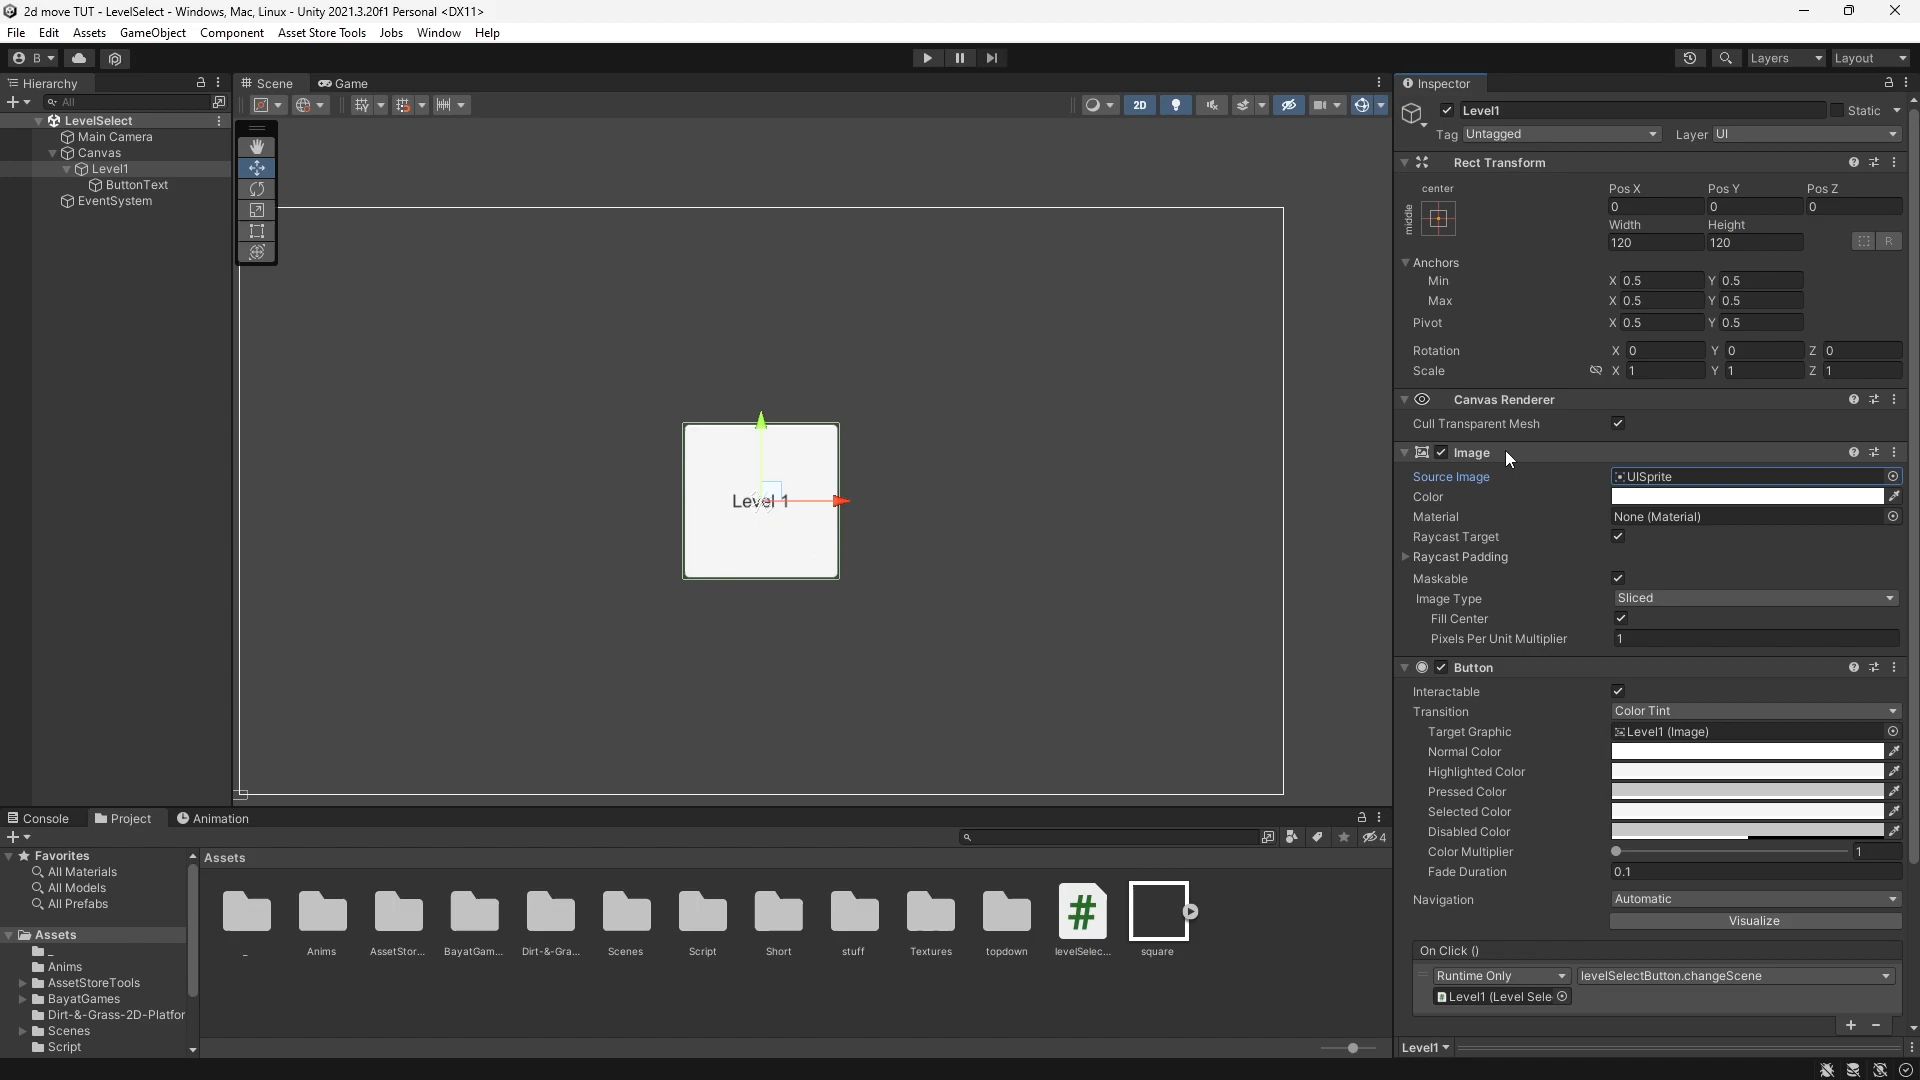 2d move TUT - LevelSelect - Windows, Mac, Linux - Unity 2021.3.20f1 Personal <DX11>
File Edit Assets GameObject Component Asset Store Tools Jobs Window Help
B Layers Layout
Hierarchy
All
LevelSelect
Main Camera
Canvas
Level1
ButtonText
EventSystem
Scene Game
2D
Level 1
Inspector
Level1 Static
Tag Untagged Layer UI
Rect Transform
center
middle
Pos X Pos Y Pos Z
0 0 0
Width Height
120 120
R
Anchors
Min X 0.5 Y 0.5
Max X 0.5 Y 0.5
Pivot X 0.5 Y 0.5
Rotation X 0 Y 0 Z 0
Scale X 1 Y 1 Z 1
Canvas Renderer
Cull Transparent Mesh
Image
Source Image UISprite
Color
Material None (Material)
Raycast Target
Raycast Padding
Maskable
Image Type Sliced
Fill Center
Pixels Per Unit Multiplier 1
Button
Interactable
Transition Color Tint
Target Graphic Level1 (Image)
Normal Color
Highlighted Color
Pressed Color
Selected Color
Disabled Color
Color Multiplier 1
Fade Duration 0.1
Navigation Automatic
Visualize
On Click ()
Runtime Only levelSelectButton.changeScene
Level1 (Level Sele
+ −
Level1
Console Project Animation
4
Favorites
All Materials
All Models
All Prefabs
Assets
_
Anims
AssetStoreTools
BayatGames
Dirt-&-Grass-2D-Platfor
Scenes
Script
Assets
_ Anims AssetStor... BayatGam... Dirt-&-Gra... Scenes Script Short stuff Textures topdown levelSelec... square
#